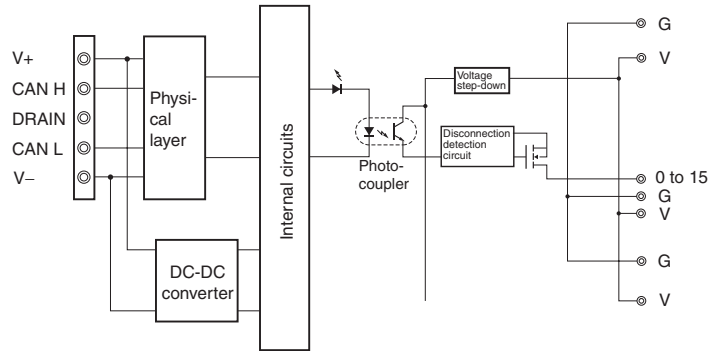 V+
CAN H
DRAIN
CAN L
V−
Physi-
cal
layer
DC-DC
converter
Internal circuits
Photo-
coupler
Voltage
step-down
Disconnection
detection
circuit
G
V
0 to 15
G
V
G
V